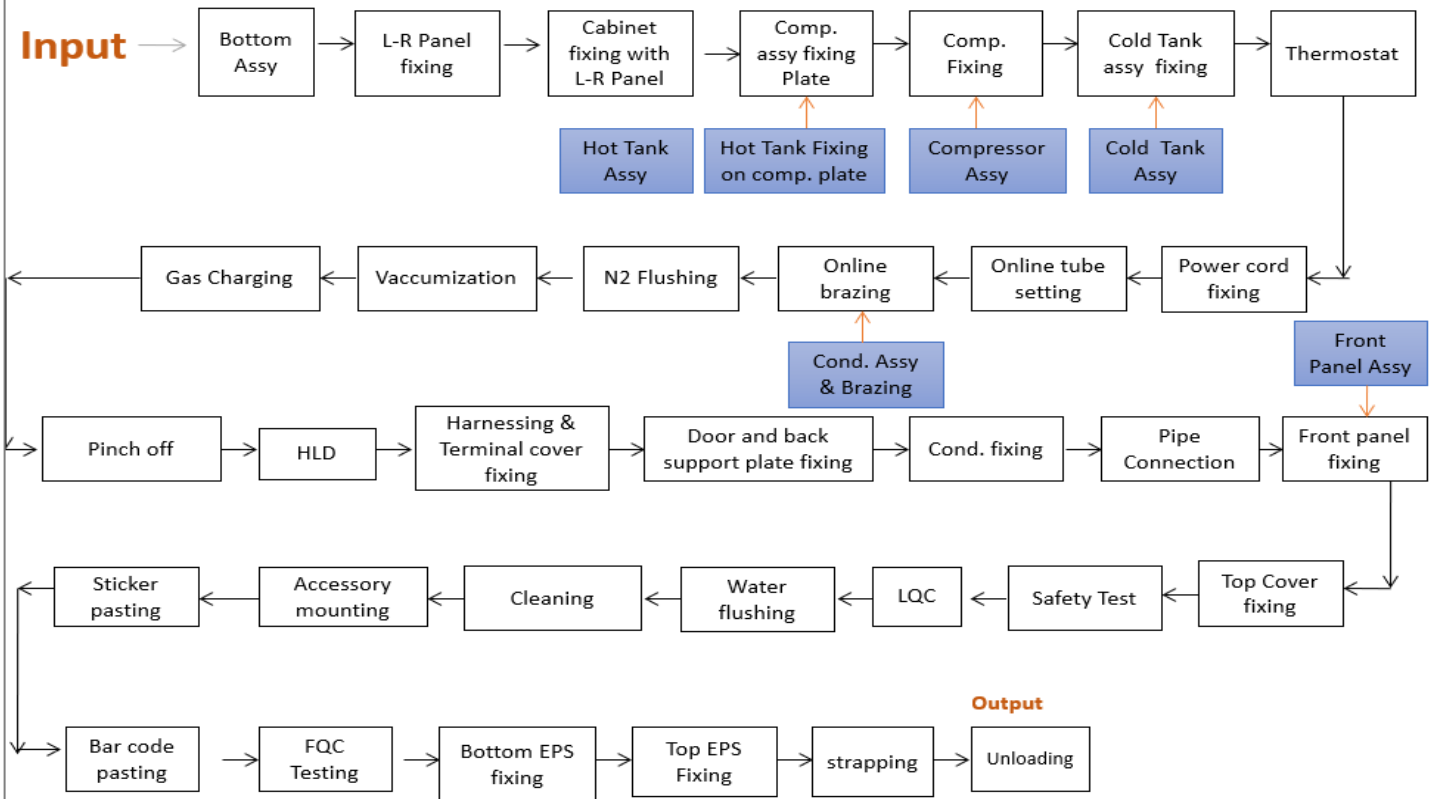 Input
Bottom
Assy
L-R Panel
fixing
Cabinet
fixing with
L-R Panel
Comp.
assy fixing
Plate
Comp.
Fixing
Cold Tank
assy fixing
Thermostat
Hot Tank
Assy
Hot Tank Fixing
on comp. plate
Compressor
Assy
Cold Tank
Assy
Gas Charging
Vaccumization
N2 Flushing
Online
brazing
Online tube
setting
Power cord
fixing
Cond. Assy
& Brazing
Front
Panel Assy
Pinch off
HLD
Harnessing &
Terminal cover
fixing
Door and back
support plate fixing
Cond. fixing
Pipe
Connection
Front panel
fixing
Sticker
pasting
Accessory
mounting
Cleaning
Water
flushing
LQC
Safety Test
Top Cover
fixing
Output
Bar code
pasting
FQC
Testing
Bottom EPS
fixing
Top EPS
Fixing
strapping
Unloading